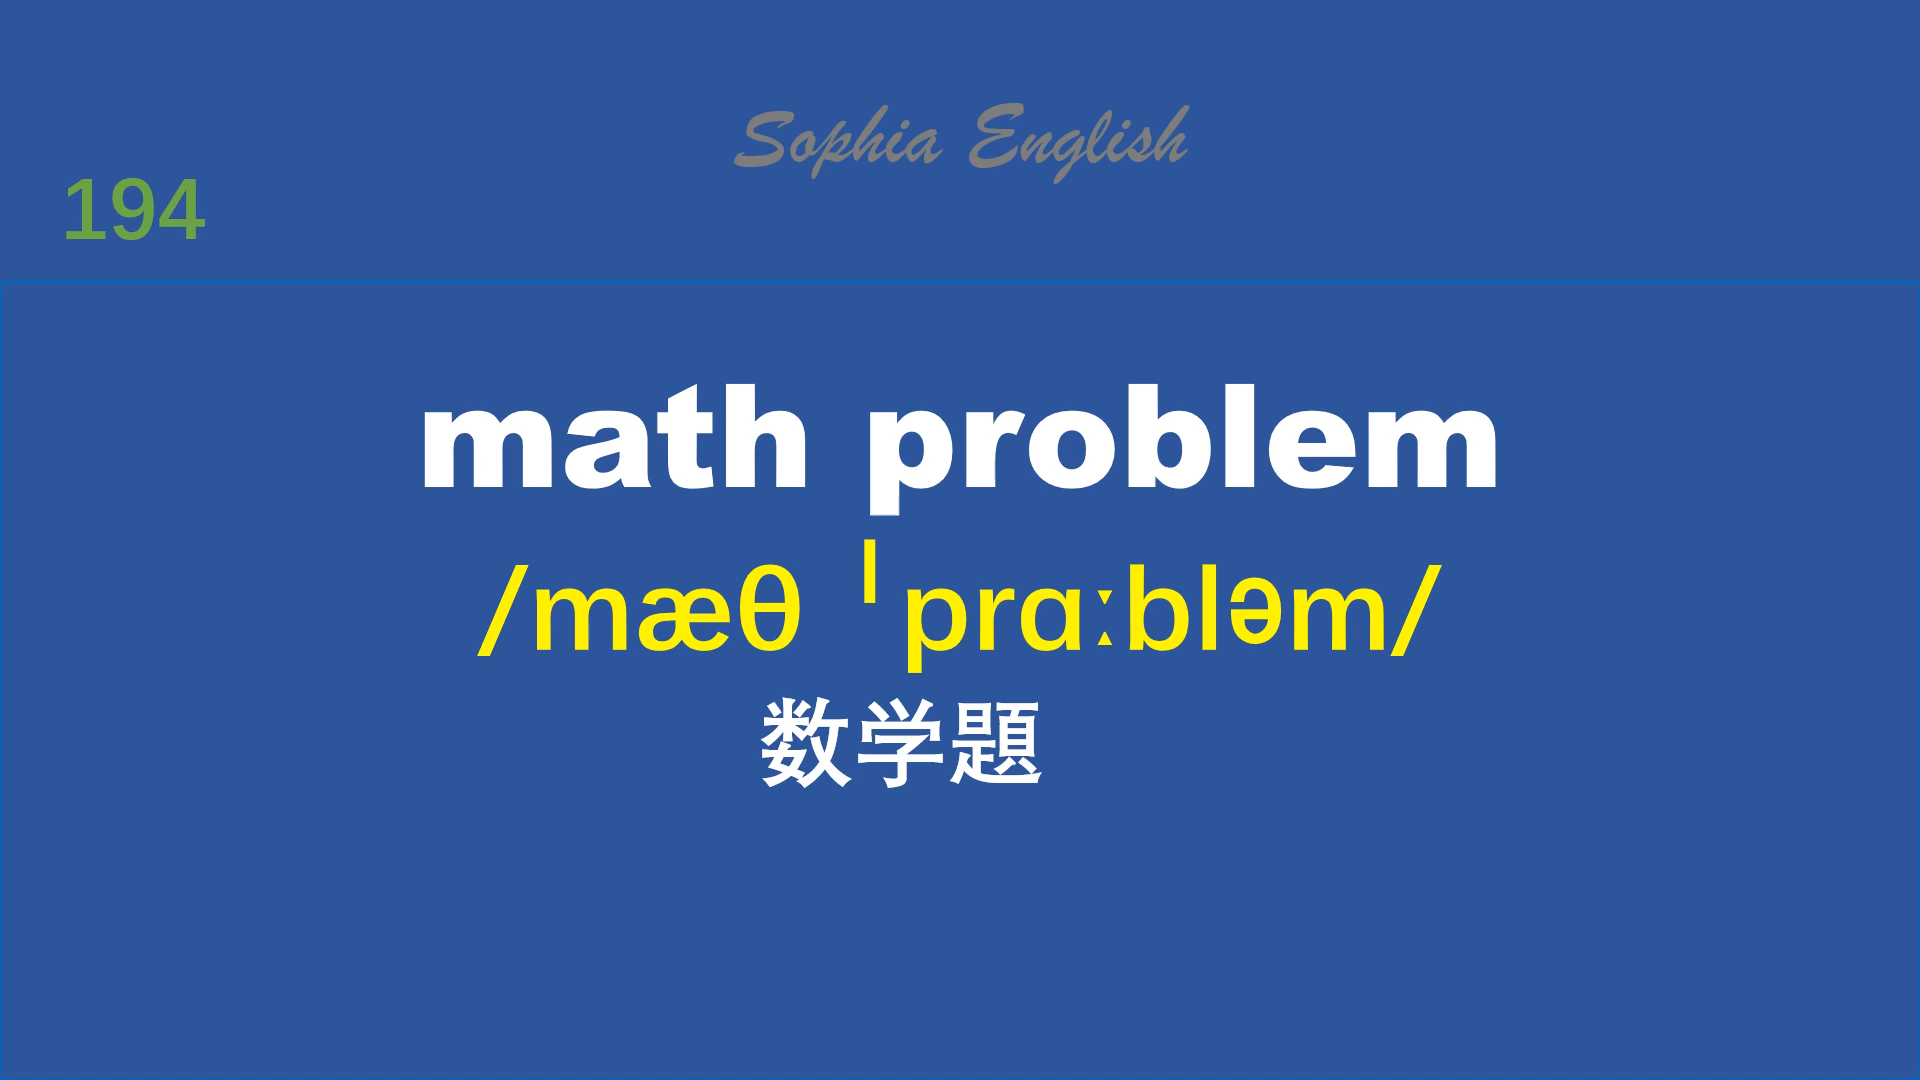 Sophia English
194
math problem
/mæθ ˈprɑːbləm/
数学题